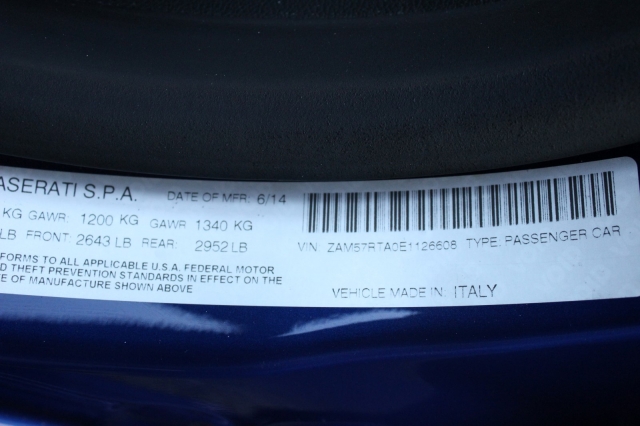 ASERATI S.P.A. DATE OF MFR: 6/14
KG GAWR: 1200 KG GAWR 1340 KG
LB FRONT: 2643 LB REAR: 2952 LB
VIN: ZAM57RTA0E1126608 TYPE: PASSENGER CAR
FORMS TO ALL APPLICABLE U.S.A. FEDERAL MOTOR
D THEFT PREVENTION STANDARDS IN EFFECT ON THE
TE OF MANUFACTURE SHOWN ABOVE
VEHICLE MADE IN: ITALY